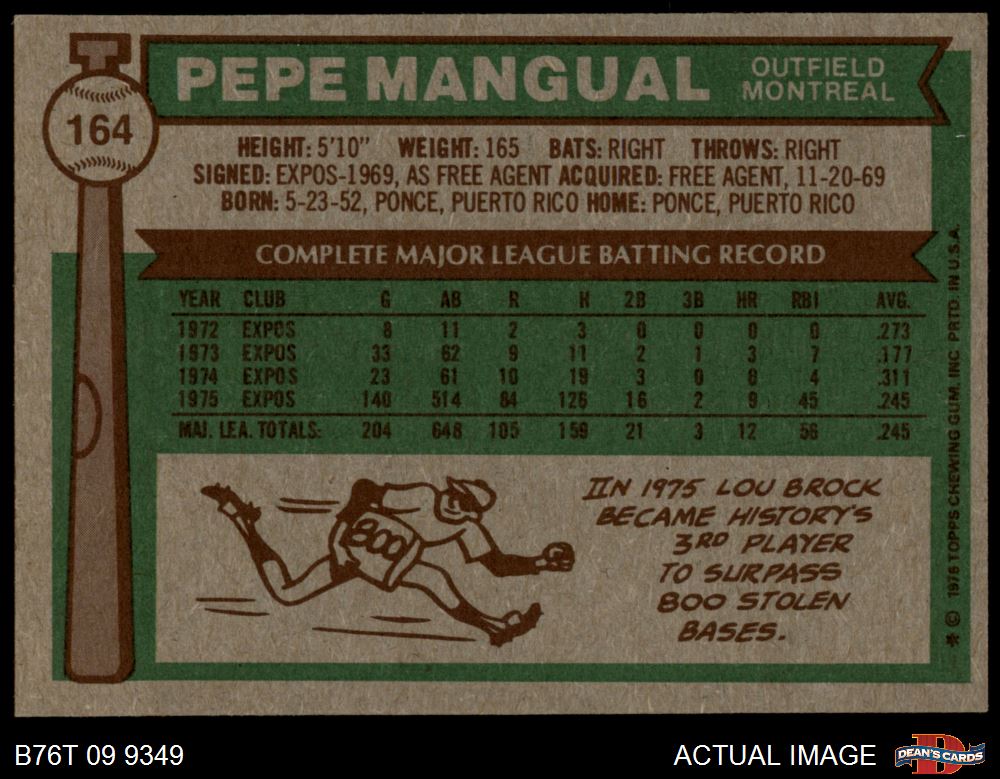 164
PEPE MANGUAL
OUTFIELD
MONTREAL
HEIGHT: 5'10" WEIGHT: 165 BATS: RIGHT THROWS: RIGHT
SIGNED: EXPOS-1969, AS FREE AGENT ACQUIRED: FREE AGENT, 11-20-69
BORN: 5-23-52, PONCE, PUERTO RICO HOME: PONCE, PUERTO RICO
COMPLETE MAJOR LEAGUE BATTING RECORD
YEAR CLUB G AB R H 2B 3B HR RBI AVG.
1972 EXPOS 8 11 2 3 0 0 0 0 .273
1973 EXPOS 33 62 9 11 2 1 3 7 .177
1974 EXPOS 23 61 10 19 3 0 0 4 .311
1975 EXPOS 140 514 84 126 16 2 9 45 .245
MAJ. LEA. TOTALS: 204 648 105 159 21 3 12 56 .245
800
IN 1975 LOU BROCK
BECAME HISTORY'S
3RD PLAYER
TO SURPASS
800 STOLEN
BASES.
* © 1976 TOPPS CHEWING GUM, INC. PRTD. IN U.S.A.
B76T 09 9349
ACTUAL IMAGE
DEAN'S CARDS